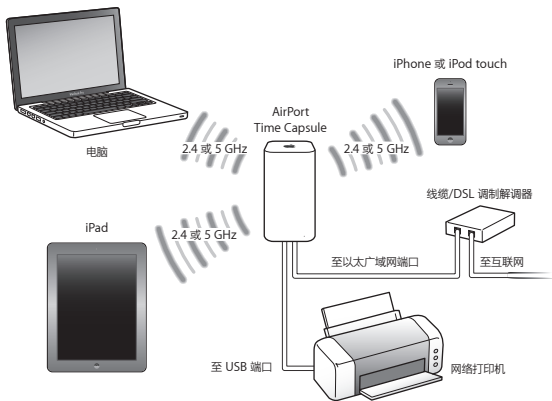 iPhone 或 iPod touch
AirPort
Time Capsule
2.4 或 5 GHz
2.4 或 5 GHz
电脑
线缆/DSL 调制解调器
iPad
2.4 或 5 GHz
至以太广域网端口
至互联网
至 USB 端口
网络打印机